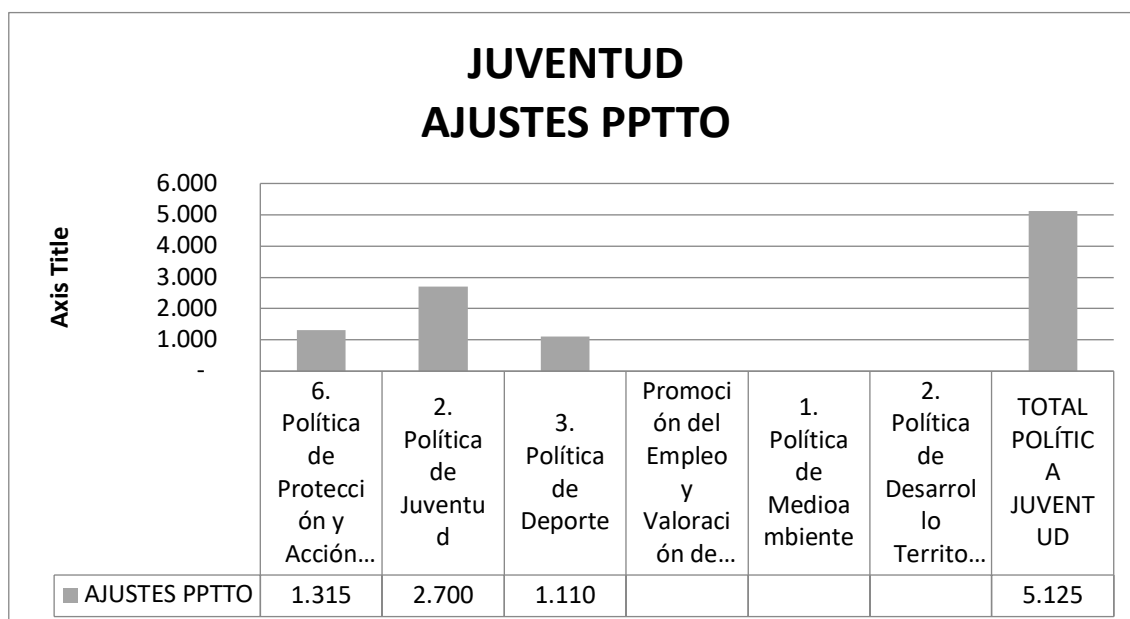 JUVENTUD
AJUSTES PPTTO
Axis Title
6.000
5.000
4.000
3.000
2.000
1.000
-
6.
Política
de
Protecci
ón y
Acción...
2.
Política
de
Juventu
d
3.
Política
de
Deporte
Promoci
ón del
Empleo
y
Valoraci
ón de...
1.
Política
de
Medioa
mbiente
2.
Política
de
Desarrol
lo
Territo...
TOTAL
POLÍTIC
A
JUVENT
UD
AJUSTES PPTTO 1.315 2.700 1.110 5.125